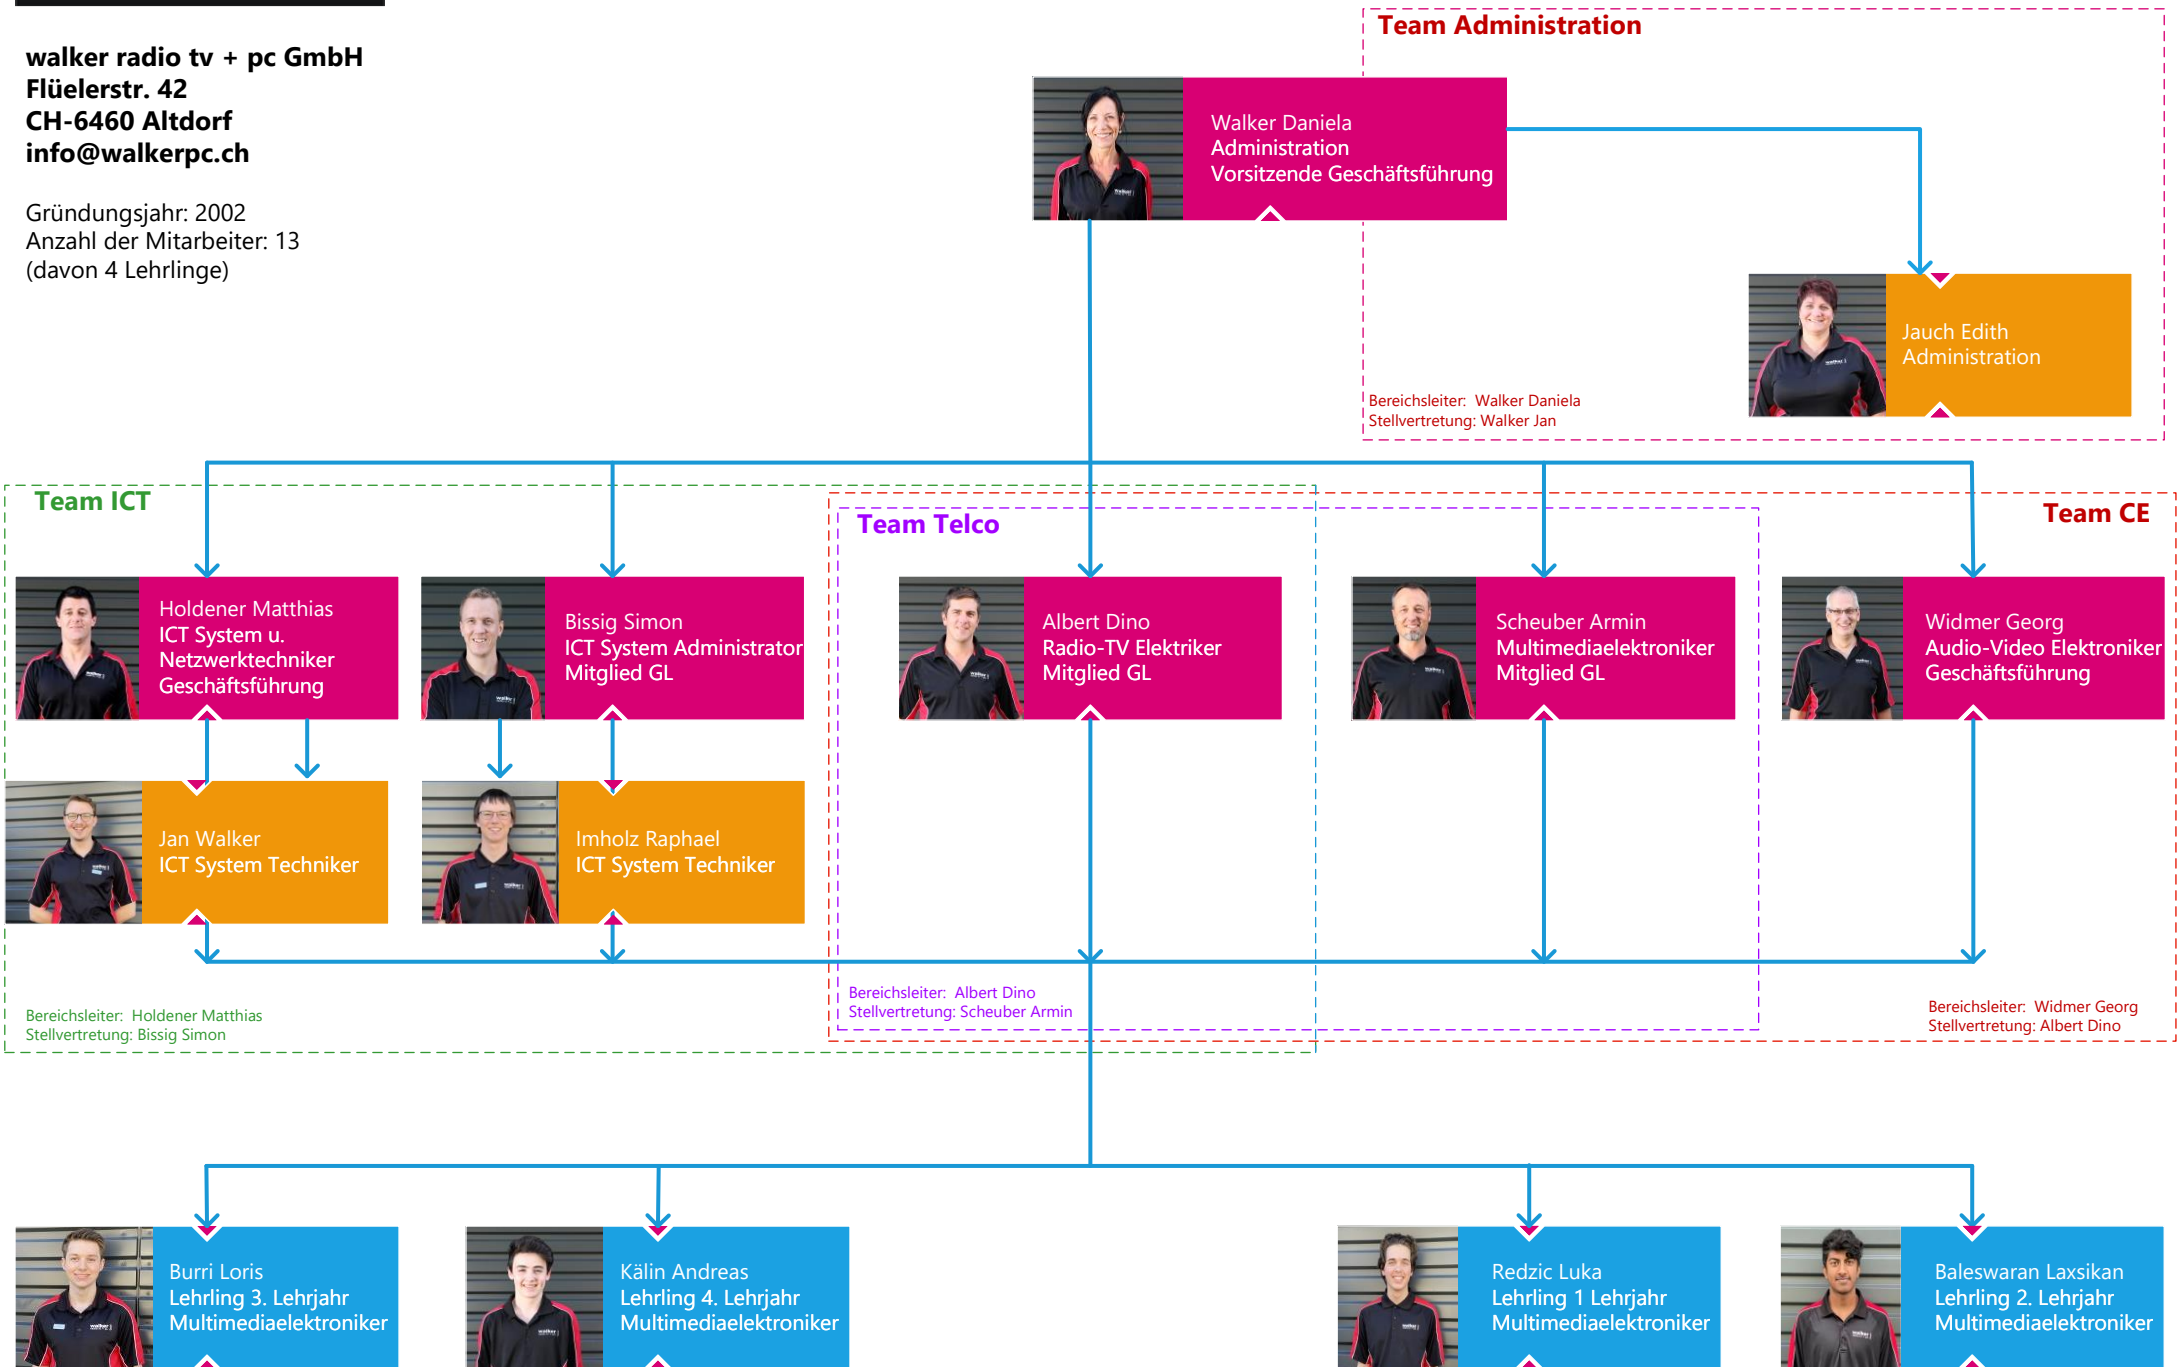 walker radio tv + pc GmbH
Flüelerstr. 42
CH-6460 Altdorf
info@walkerpc.ch
Gründungsjahr: 2002
Anzahl der Mitarbeiter: 13
(davon 4 Lehrlinge)
Team Administration
Walker Daniela
Administration
Vorsitzende Geschäftsführung
Jauch Edith
Administration
Bereichsleiter: Walker Daniela
Stellvertretung: Walker Jan
Team ICT
Team Telco
Team CE
Holdener Matthias
ICT System u.
Netzwerktechniker
Geschäftsführung
Bissig Simon
ICT System Administrator
Mitglied GL
Albert Dino
Radio-TV Elektriker
Mitglied GL
Scheuber Armin
Multimediaelektroniker
Mitglied GL
Widmer Georg
Audio-Video Elektroniker
Geschäftsführung
Jan Walker
ICT System Techniker
Imholz Raphael
ICT System Techniker
Bereichsleiter: Holdener Matthias
Stellvertretung: Bissig Simon
Bereichsleiter: Albert Dino
Stellvertretung: Scheuber Armin
Bereichsleiter: Widmer Georg
Stellvertretung: Albert Dino
Burri Loris
Lehrling 3. Lehrjahr
Multimediaelektroniker
Kälin Andreas
Lehrling 4. Lehrjahr
Multimediaelektroniker
Redzic Luka
Lehrling 1 Lehrjahr
Multimediaelektroniker
Baleswaran Laxsikan
Lehrling 2. Lehrjahr
Multimediaelektroniker